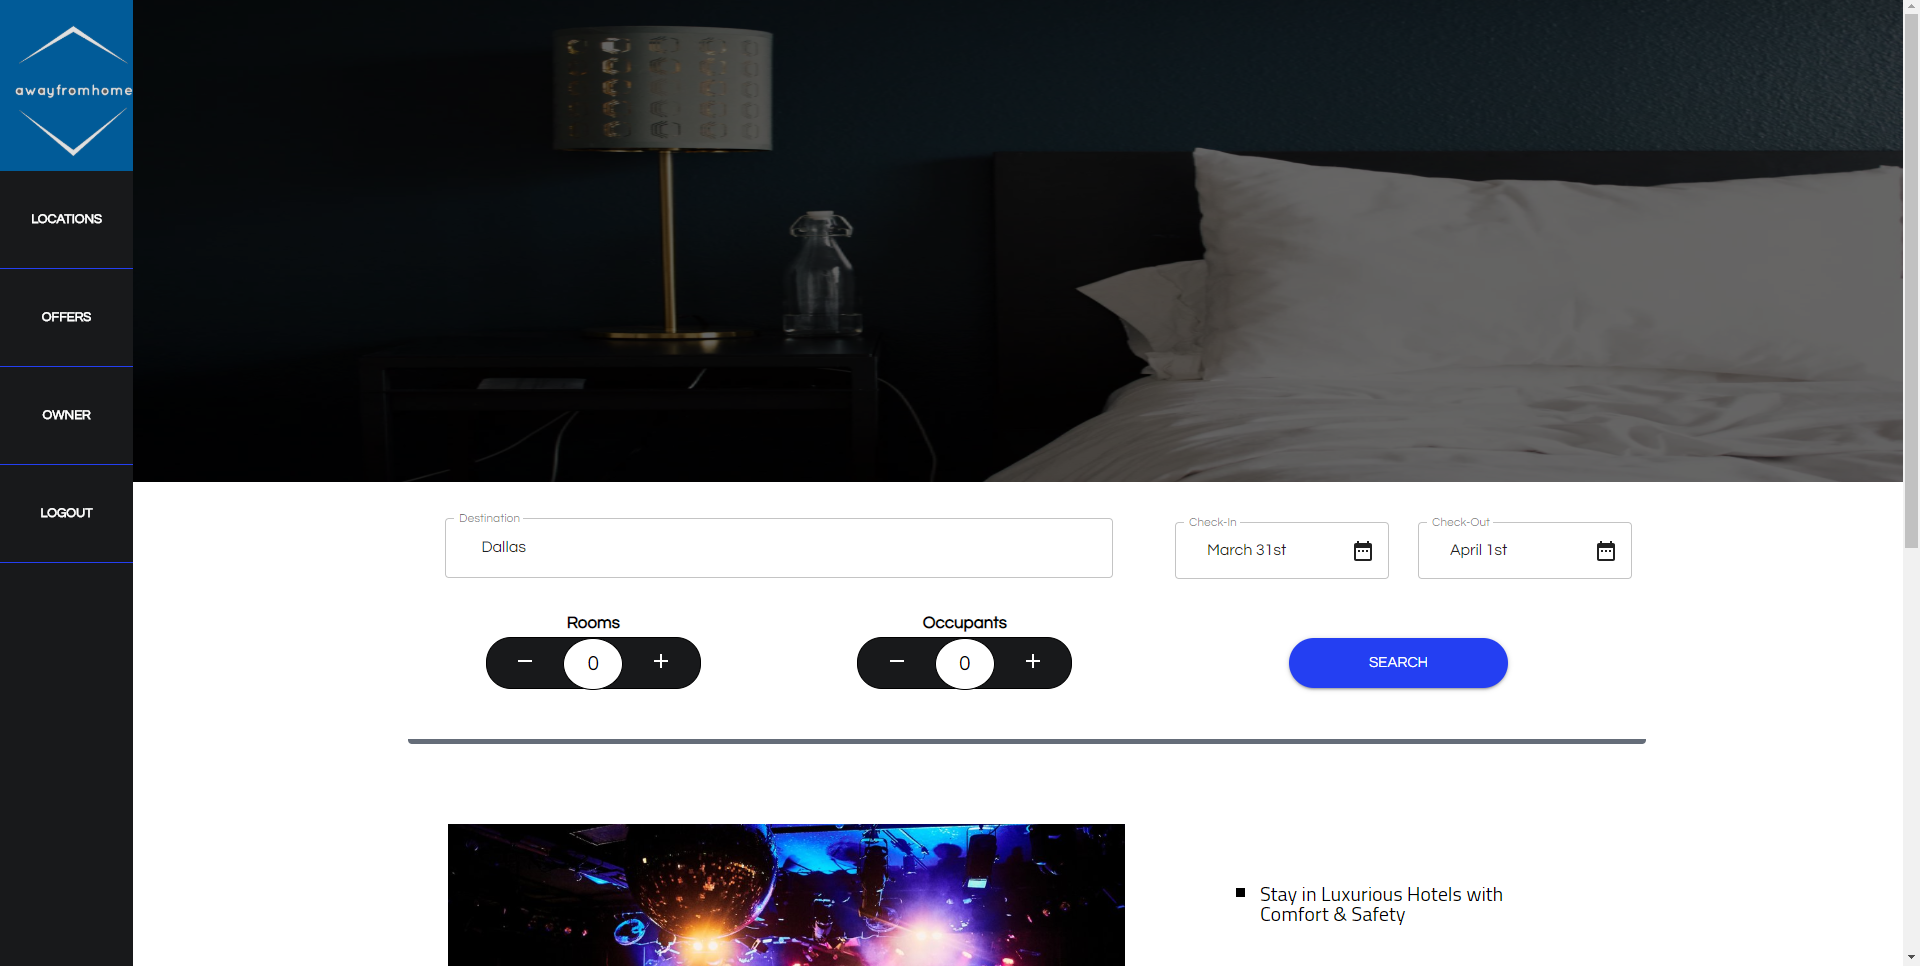 awayfromhome
LOCATIONS
OFFERS
OWNER
LOGOUT
Destination
Dallas
Check-In
March 31st
Check-Out
April 1st
Rooms
− 0 +
Occupants
− 0 +
SEARCH
Stay in Luxurious Hotels with
Comfort & Safety